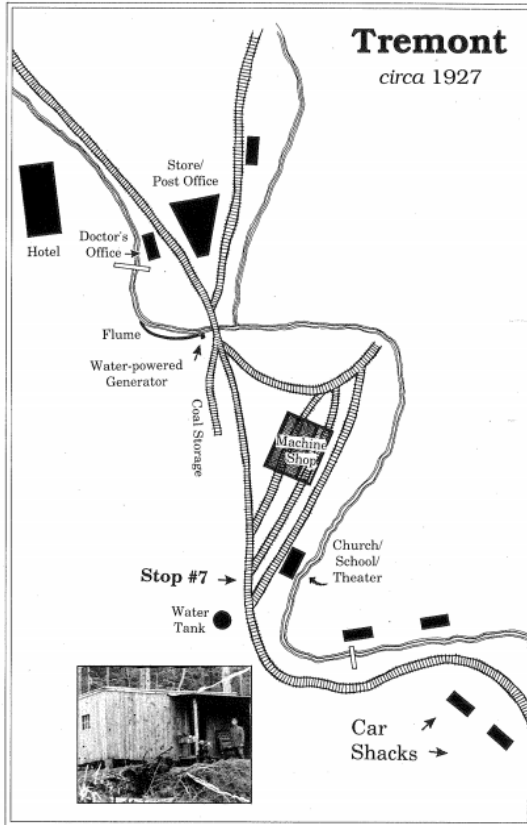 Tremont
circa 1927
Store/
Post Office
Hotel
Doctor's
Office
Flume
Water-powered
Generator
Coal Storage
Machine
Shop
Church/
School/
Theater
Stop #7
Water
Tank
Car
Shacks